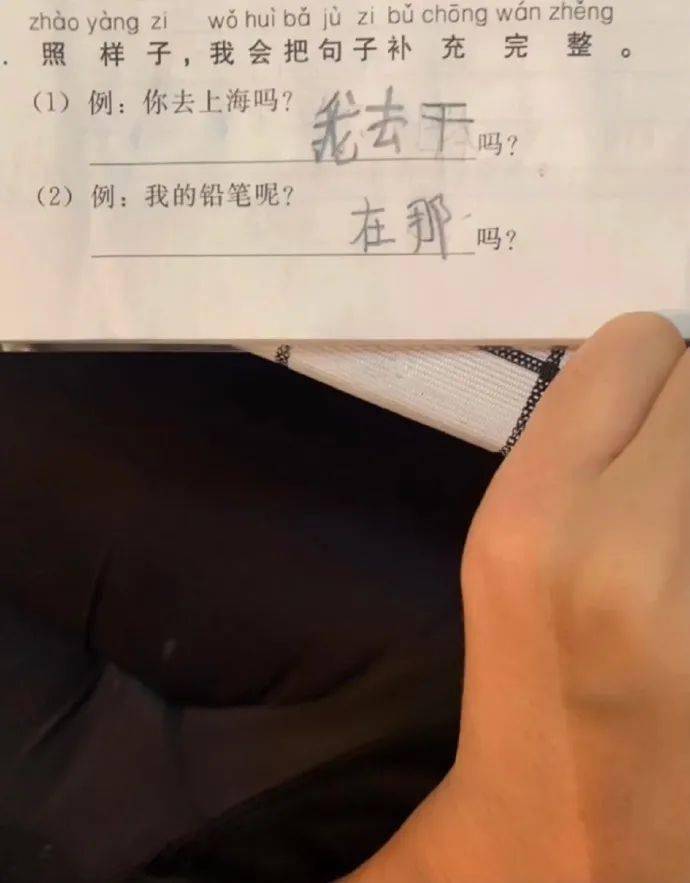 zhào yàng zi wǒ huì bǎ jù zi bǔ chōng wán zhěng
. 照样子，我会把句子补充完整。
（1）例：你去上海吗？
我去干吗？
（2）例：我的铅笔呢？
在那吗？